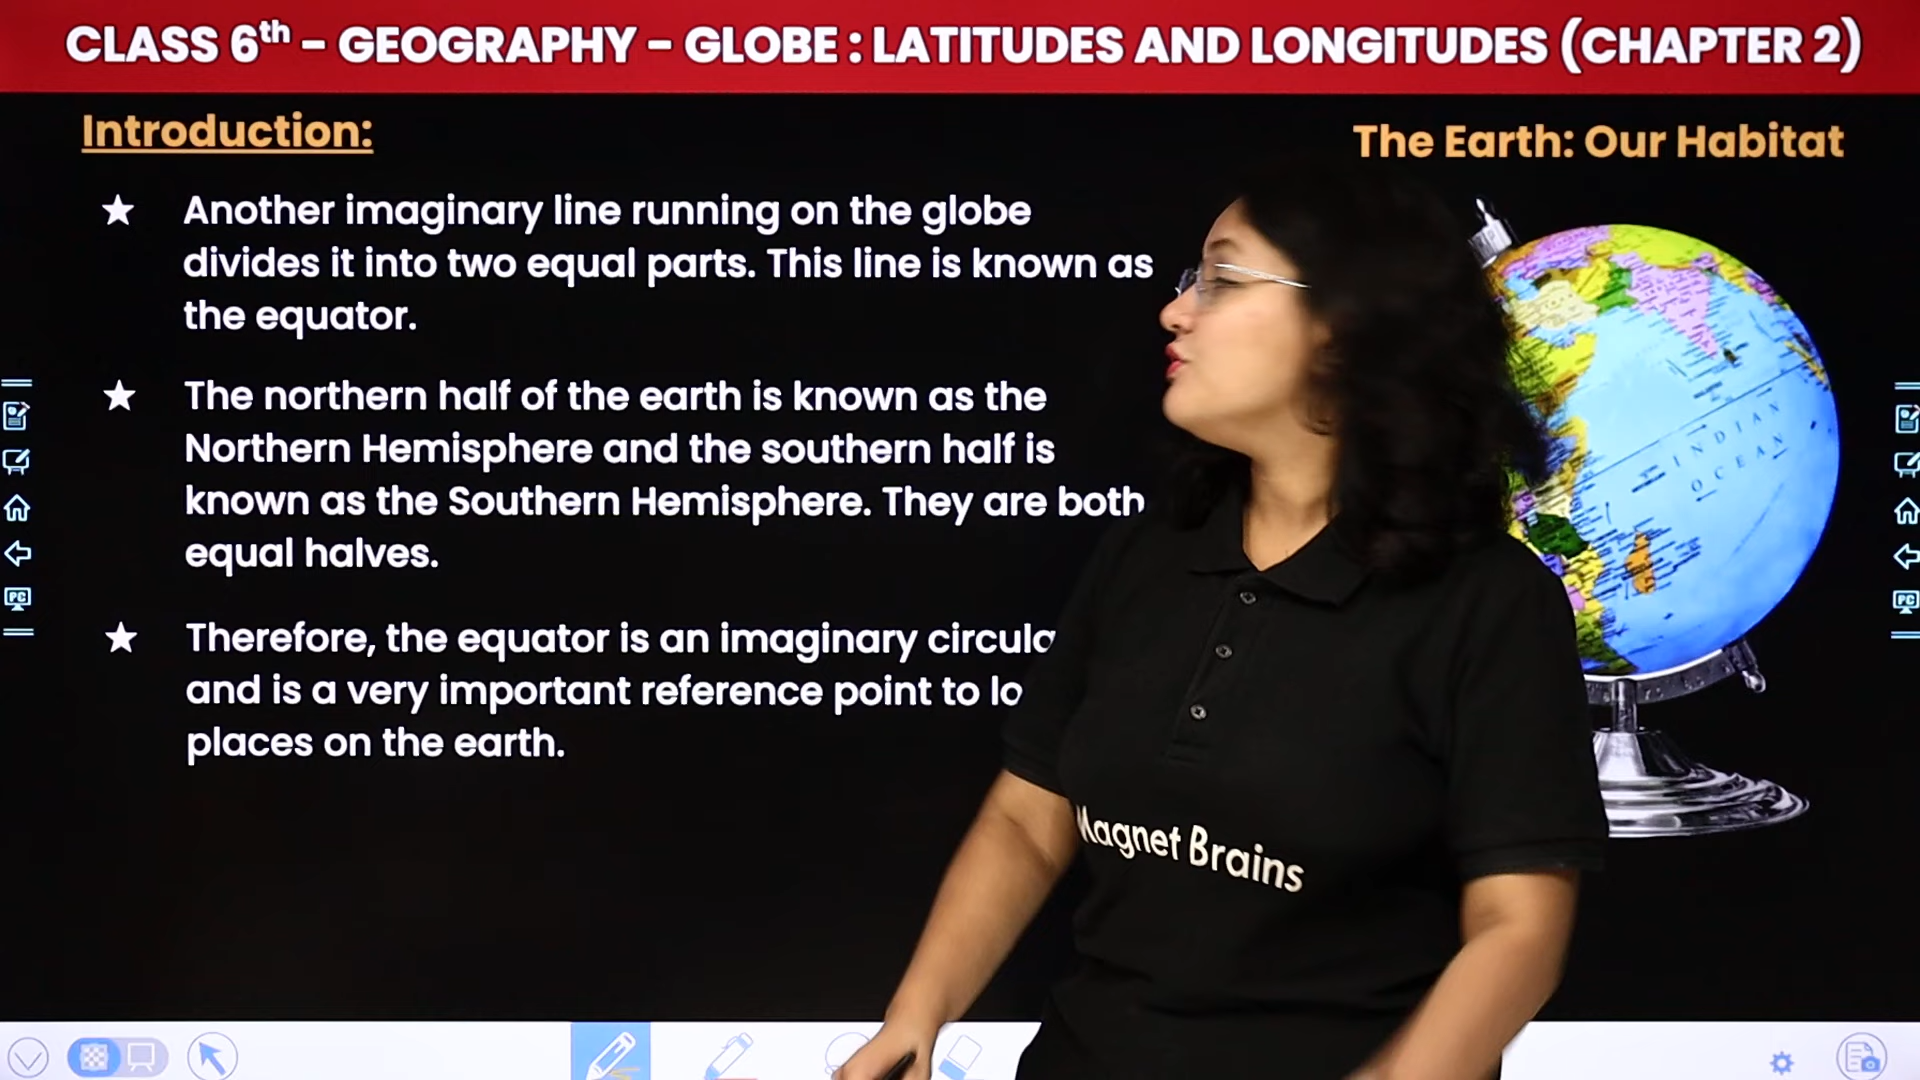 CLASS 6th – GEOGRAPHY – GLOBE : LATITUDES AND LONGITUDES (CHAPTER 2)
Introduction:
The Earth: Our Habitat
★ Another imaginary line running on the globe
divides it into two equal parts. This line is known as
the equator.
★ The northern half of the earth is known as the
Northern Hemisphere and the southern half is
known as the Southern Hemisphere. They are both
equal halves.
★ Therefore, the equator is an imaginary
and is a very important reference point to
places on the earth.
INDIAN
OCEAN
Magnet Brains
PC
PC